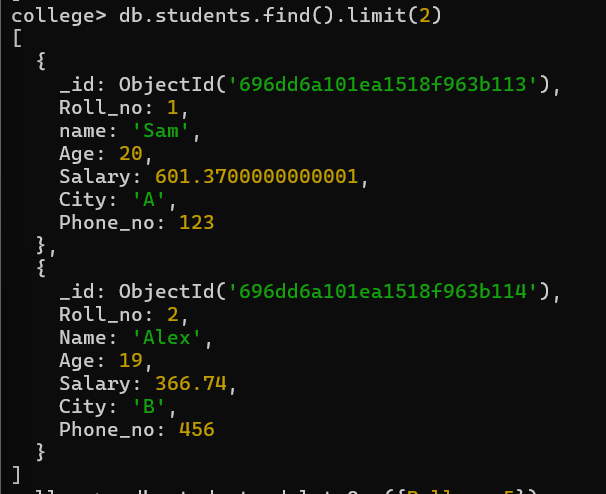 college> db.students.find().limit(2)
[
  {
    _id: ObjectId('696dd6a101ea1518f963b113'),
    Roll_no: 1,
    name: 'Sam',
    Age: 20,
    Salary: 601.3700000000001,
    City: 'A',
    Phone_no: 123
  },
  {
    _id: ObjectId('696dd6a101ea1518f963b114'),
    Roll_no: 2,
    Name: 'Alex',
    Age: 19,
    Salary: 366.74,
    City: 'B',
    Phone_no: 456
  }
]